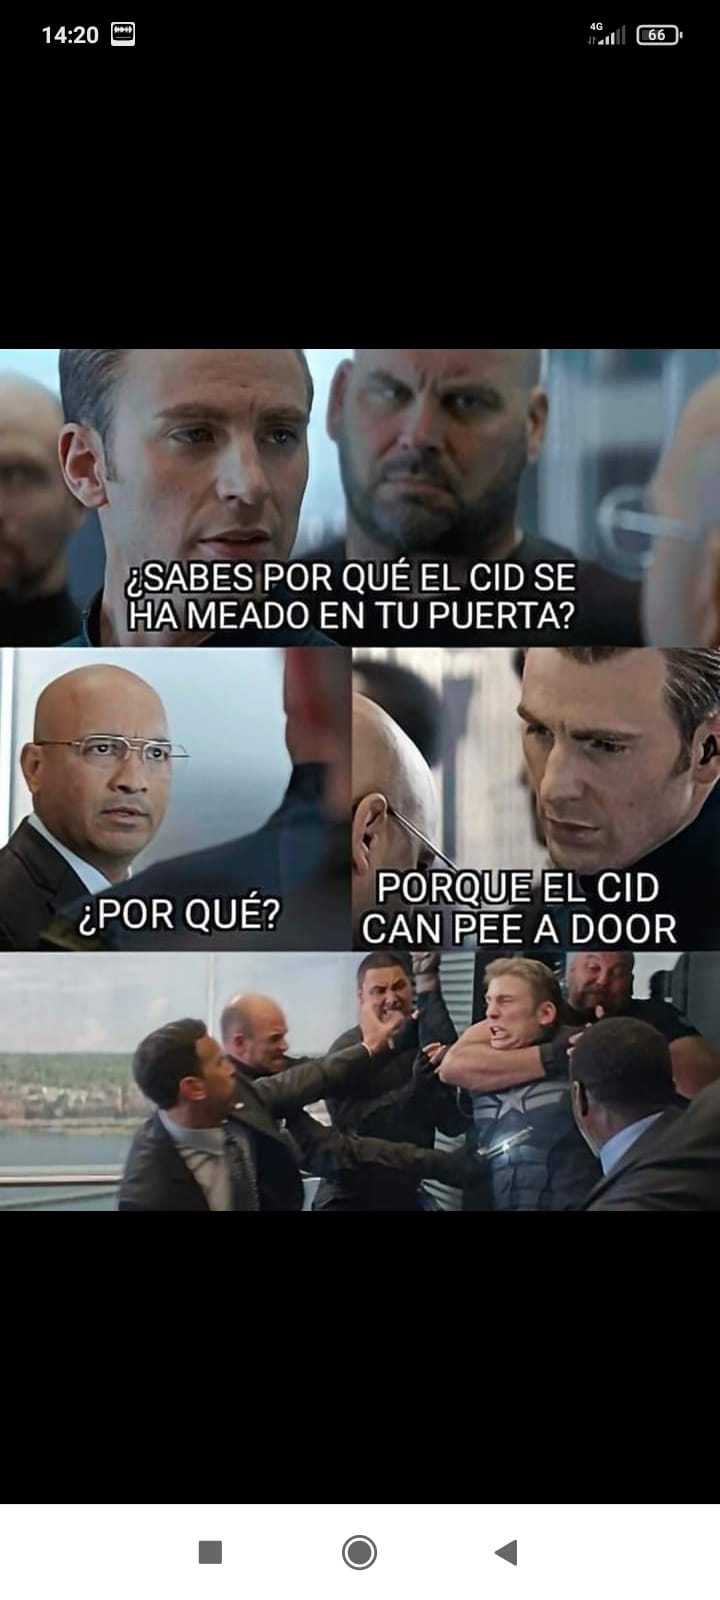 14:20
4G
66
¿SABES POR QUÉ EL CID SE
HA MEADO EN TU PUERTA?
¿POR QUÉ?
PORQUE EL CID
CAN PEE A DOOR